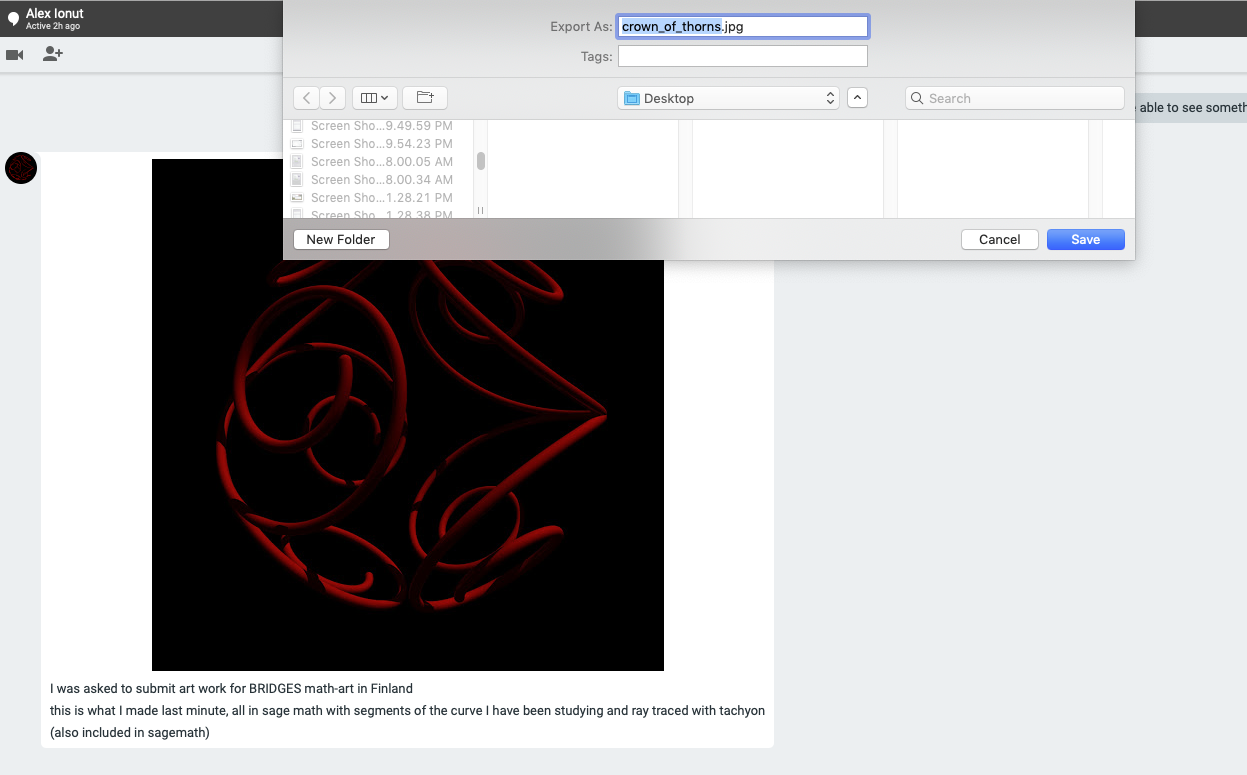 Alex Ionut
Active 2h ago
Export As: crown_of_thorns.jpg
Tags:
Desktop
Search
able to see someth
Screen Sho...9.49.59 PM
Screen Sho...9.54.23 PM
Screen Sho...8.00.05 AM
Screen Sho...8.00.34 AM
Screen Sho...1.28.21 PM
Screen Sho...1.28.38 PM
New Folder
Cancel
Save
I was asked to submit art work for BRIDGES math-art in Finland
this is what I made last minute, all in sage math with segments of the curve I have been studying and ray traced with tachyon
(also included in sagemath)